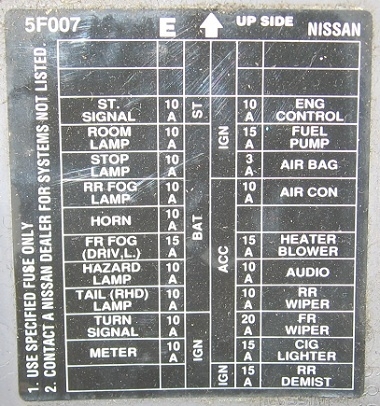 5F007 E UP SIDE NISSAN
ST. SIGNAL 10 A ST IGN 10 A ENG CONTROL
ROOM LAMP 10 A BAT 15 A FUEL PUMP
STOP LAMP 10 A 3 A AIR BAG
RR FOG LAMP 10 A ACC 10 A AIR CON
HORN 10 A
FR FOG (DRIV.L.) 15 A 15 A HEATER BLOWER
HAZARD LAMP 10 A 10 A AUDIO
TAIL (RHD) LAMP 10 A 10 A RR WIPER
TURN SIGNAL 10 A IGN 20 A FR WIPER
METER 10 A 15 A CIG LIGHTER
IGN 15 A RR DEMIST
1. USE SPECIFIED FUSE ONLY
2. CONTACT A NISSAN DEALER FOR SYSTEMS NOT LISTED.